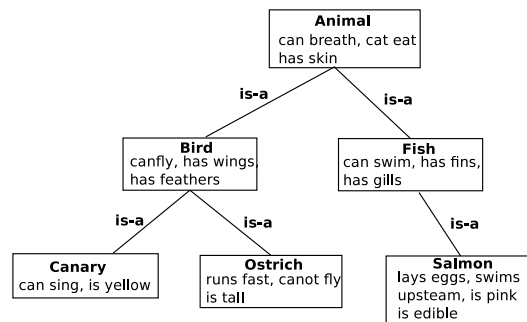 Animal
can breath, cat eat
has skin
is-a
is-a
Bird
canfly, has wings,
has feathers
Fish
can swim, has fins,
has gills
is-a
is-a
is-a
Canary
can sing, is yellow
Ostrich
runs fast, canot fly
is tall
Salmon
lays eggs, swims
upsteam, is pink
is edible